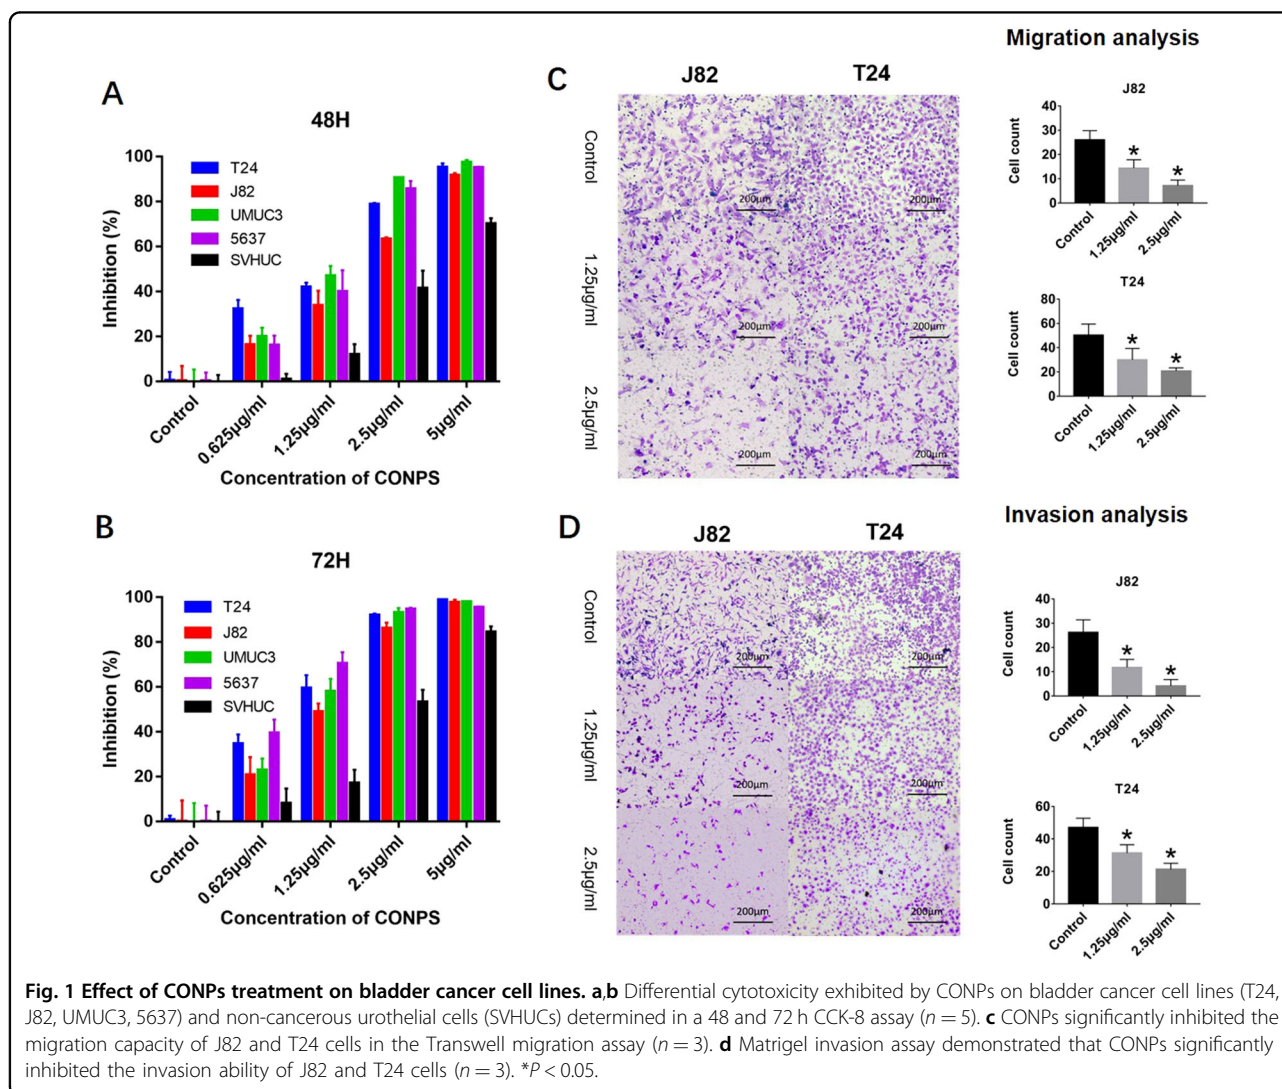 A
48H
100
80
60
40
20
0
Inhibition (%)
T24
J82
UMUC3
5637
SVHUC
Control
0.625μg/ml
1.25μg/ml
2.5μg/ml
5μg/ml
Concentration of CONPS
B
72H
100
80
60
40
20
0
Inhibition (%)
T24
J82
UMUC3
5637
SVHUC
Control
0.625μg/ml
1.25μg/ml
2.5μg/ml
5μg/ml
Concentration of CONPS
C
J82
T24
Control
200μm
200μm
1.25μg/ml
200μm
200μm
2.5μg/ml
200μm
200μm
Migration analysis
J82
40
30
20
10
0
Cell count
*
*
Control
1.25μg/ml
2.5μg/ml
T24
80
60
40
20
0
Cell count
*
*
Control
1.25μg/ml
2.5μg/ml
D
J82
T24
Control
200μm
200μm
1.25μg/ml
200μm
200μm
2.5μg/ml
200μm
200μm
Invasion analysis
J82
40
30
20
10
0
Cell count
*
*
Control
1.25μg/ml
2.5μg/ml
T24
60
40
20
0
Cell count
*
*
Control
1.25μg/ml
2.5μg/ml
Fig. 1 Effect of CONPs treatment on bladder cancer cell lines. a,b Differential cytotoxicity exhibited by CONPs on bladder cancer cell lines (T24,
J82, UMUC3, 5637) and non-cancerous urothelial cells (SVHUCs) determined in a 48 and 72 h CCK-8 assay (n = 5). c CONPs significantly inhibited the
migration capacity of J82 and T24 cells in the Transwell migration assay (n = 3). d Matrigel invasion assay demonstrated that CONPs significantly
inhibited the invasion ability of J82 and T24 cells (n = 3). *P < 0.05.